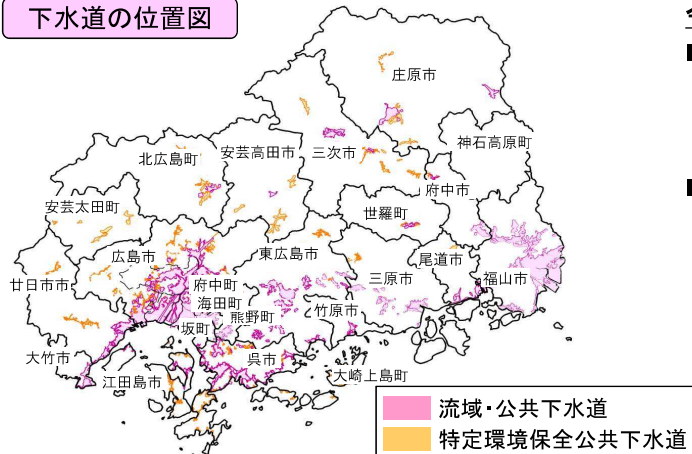 下水道の位置図
庄原市
神石高原町
北広島町
安芸高田市
三次市
府中市
安芸太田町
世羅町
広島市
東広島市
尾道市
廿日市市
府中町
三原市
福山市
海田町
熊野町
竹原市
坂町
大竹市
呉市
江田島市
大崎上島町
流域・公共下水道
特定環境保全公共下水道